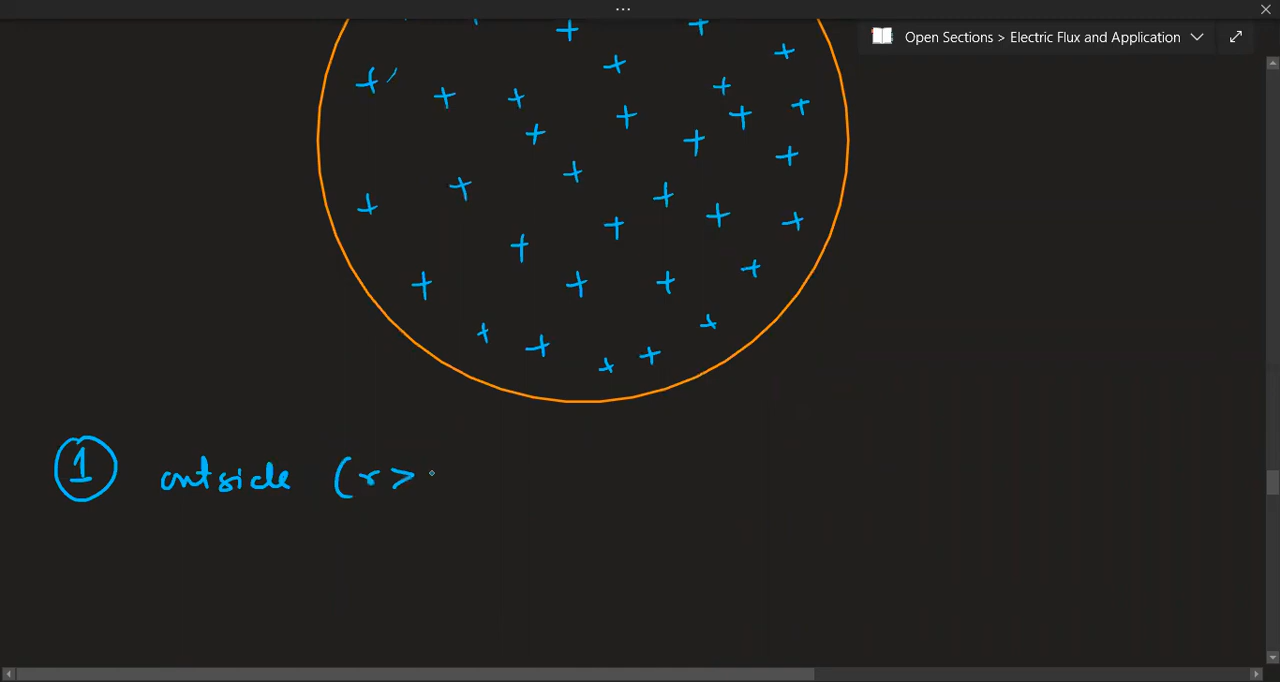 ...
Open Sections > Electric Flux and Application
1 outside (r>